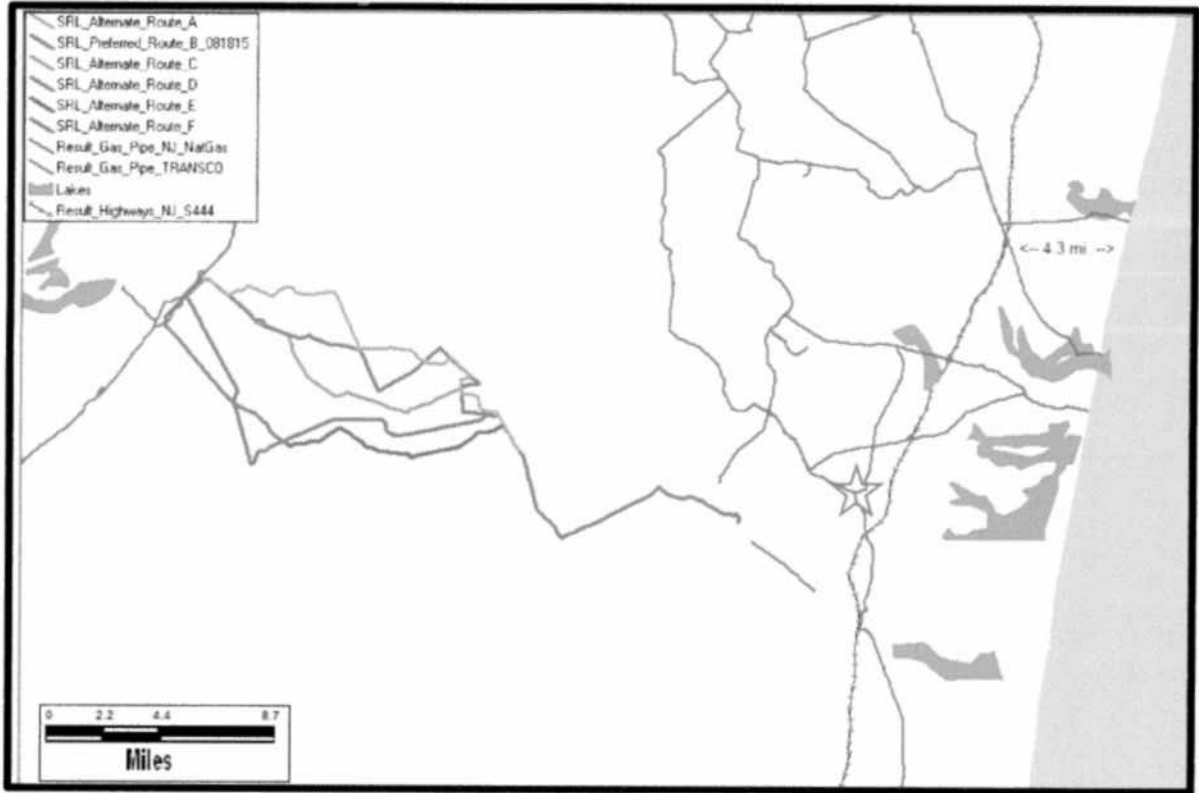 SRL_Alternate_Route_A
SRL_Preferred_Route_B_081815
SRL_Alternate_Route_C
SRL_Alternate_Route_D
SRL_Alternate_Route_E
SRL_Alternate_Route_F
Result_Gas_Pipe_NJ_NatGas
Result_Gas_Pipe_TRANSCO
Lakes
Result_Highways_NJ_S444
<-- 4.3 mi -->
0 2.2 4.4 8.7
Miles